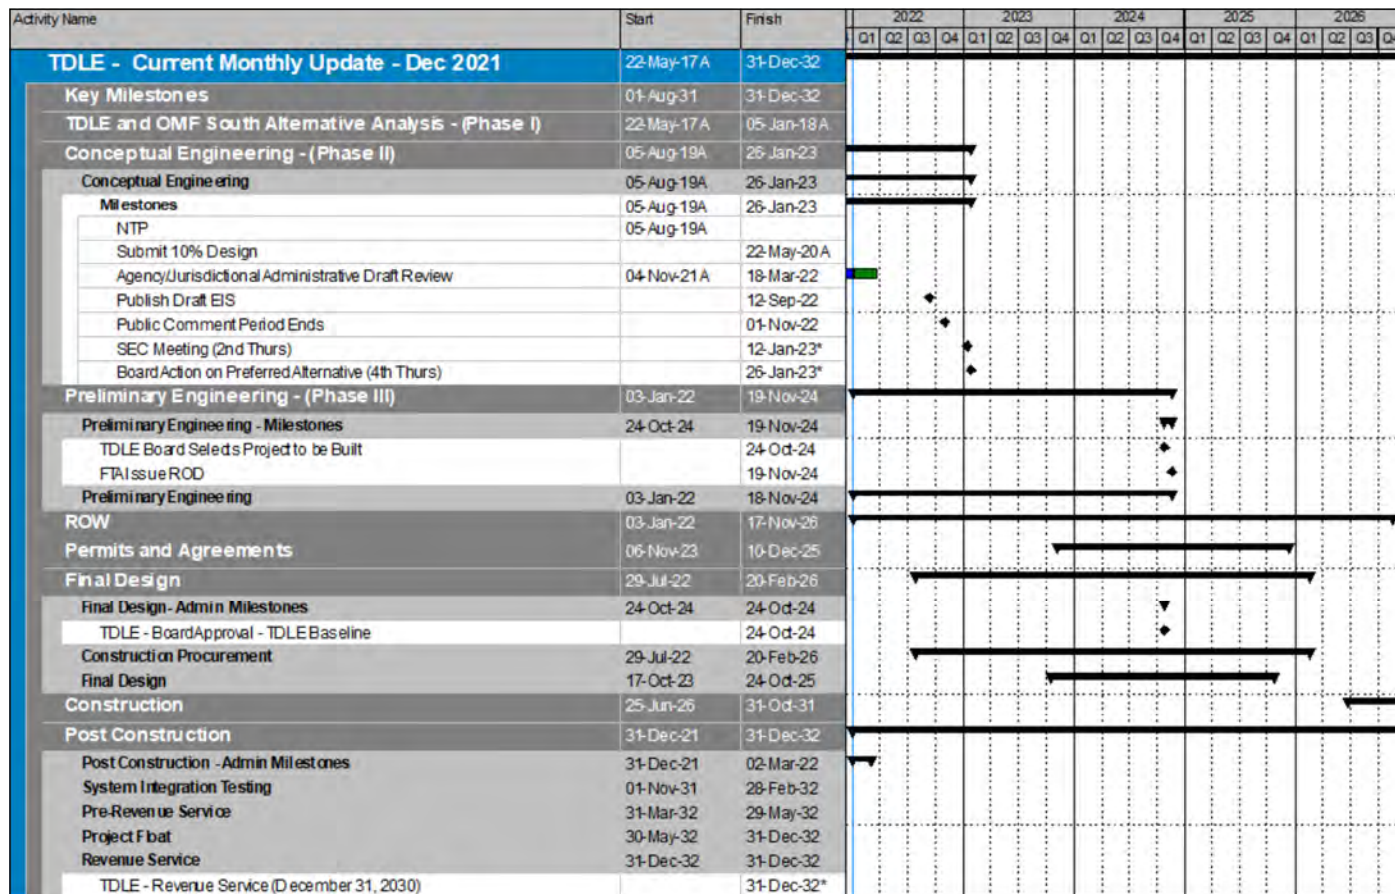 Activity Name Start Finish 2022 2023 2024 2025 2026
Q1 Q2 Q3 Q4 Q1 Q2 Q3 Q4 Q1 Q2 Q3 Q4 Q1 Q2 Q3 Q4 Q1 Q2 Q3
TDLE - Current Monthly Update - Dec 2021 22-May-17 A 31-Dec-32
Key Milestones 01-Aug-31 31-Dec-32
TDLE and OMF South Alternative Analysis - (Phase I) 22-May-17 A 05-Jan-18 A
Conceptual Engineering - (Phase II) 05-Aug-19A 26-Jan-23
Conceptual Engineering 05-Aug-19A 26-Jan-23
Milestones 05-Aug-19A 26-Jan-23
NTP 05-Aug-19A
Submit 10% Design 22-May-20 A
Agency/Jurisdictional Administrative Draft Review 04-Nov-21 A 18-Mar-22
Publish Draft EIS 12-Sep-22
Public Comment Period Ends 01-Nov-22
SEC Meeting (2nd Thurs) 12-Jan-23*
Board Action on Preferred Alternative (4th Thurs) 26-Jan-23*
Preliminary Engineering - (Phase III) 03-Jan-22 19-Nov-24
Preliminary Engineering - Milestones 24-Oct-24 19-Nov-24
TDLE Board Selects Project to be Built 24-Oct-24
FTA Issue ROD 19-Nov-24
Preliminary Engineering 03-Jan-22 18-Nov-24
ROW 03-Jan-22 17-Nov-26
Permits and Agreements 06-Nov-23 10-Dec-25
Final Design 29-Jul-22 20-Feb-26
Final Design - Admin Milestones 24-Oct-24 24-Oct-24
TDLE - Board Approval - TDLE Baseline 24-Oct-24
Construction Procurement 29-Jul-22 20-Feb-26
Final Design 17-Oct-23 24-Oct-25
Construction 25-Jun-26 31-Oct-31
Post Construction 31-Dec-21 31-Dec-32
Post Construction - Admin Milestones 31-Dec-21 02-Mar-22
System Integration Testing 01-Nov-31 28-Feb-32
Pre-Revenue Service 31-Mar-32 29-May-32
Project Float 30-May-32 31-Dec-32
Revenue Service 31-Dec-32 31-Dec-32
TDLE - Revenue Service (December 31, 2030) 31-Dec-32*